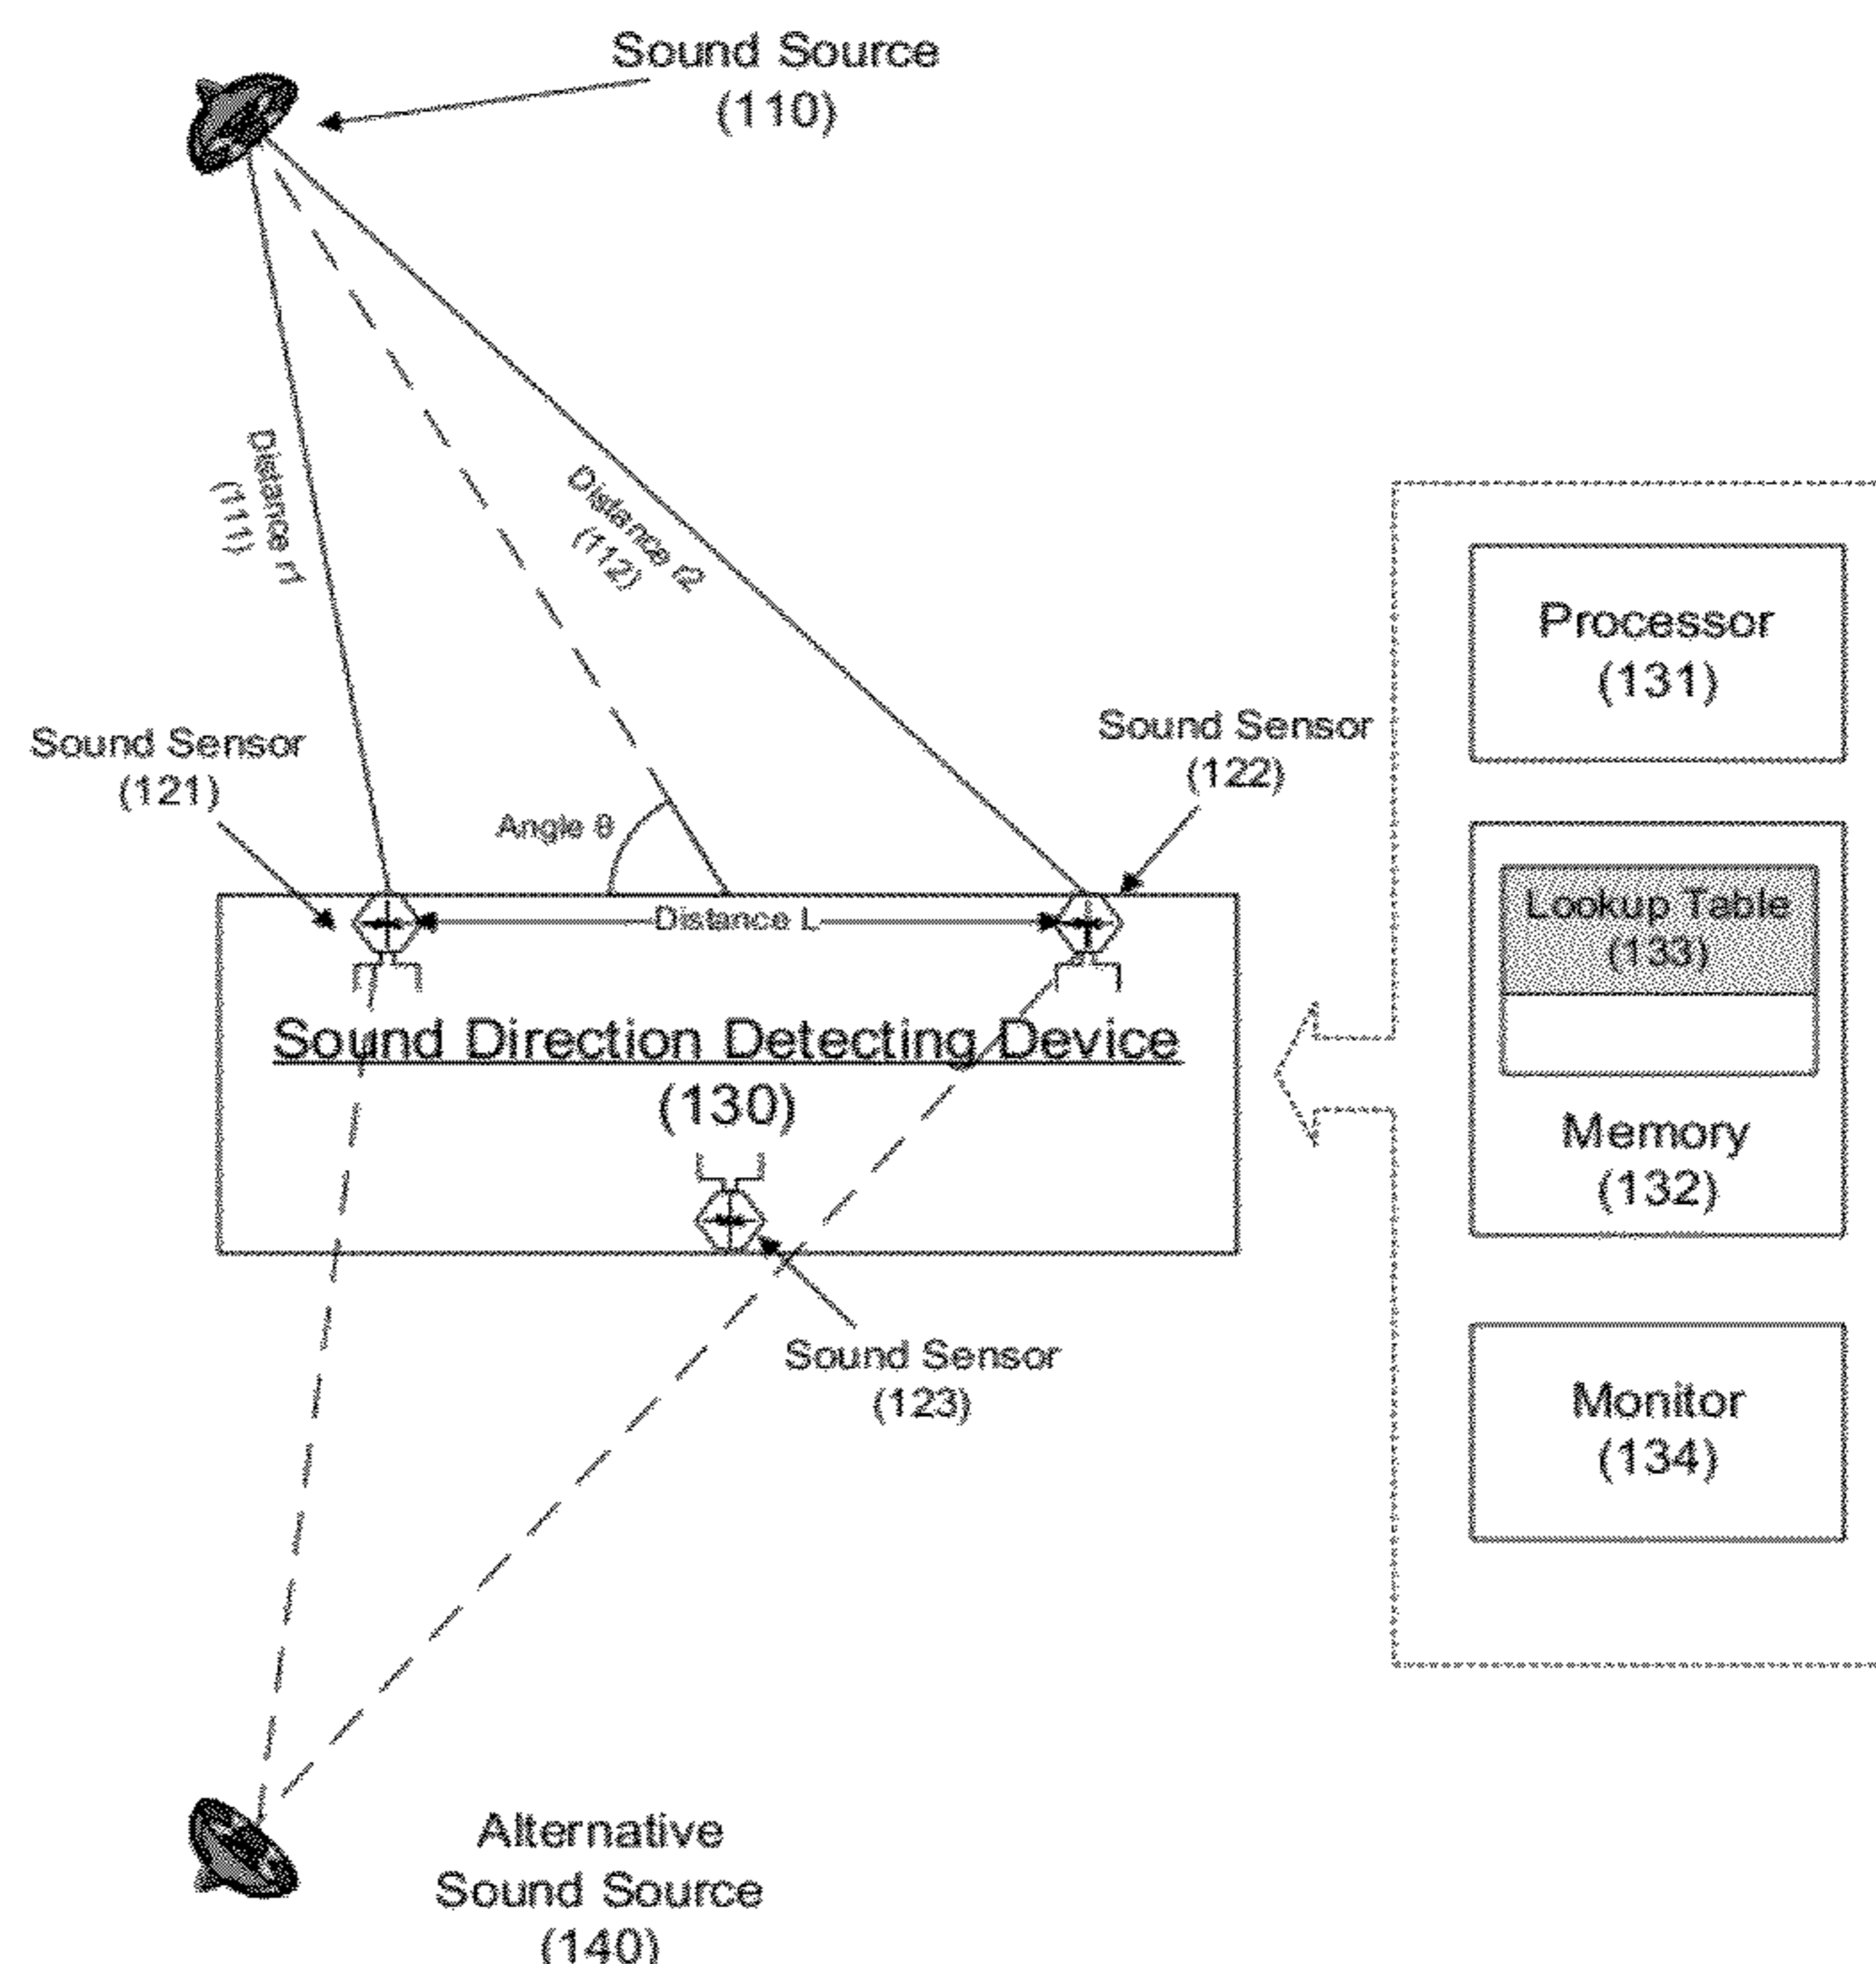 Sound Source
(110)
Distance r1
(111)
Distance r2
(112)
Sound Sensor
(121)
Angle θ
Sound Sensor
(122)
Distance L
Sound Direction Detecting Device
(130)
Sound Sensor
(123)
Processor
(131)
Lookup Table
(133)
Memory
(132)
Monitor
(134)
Alternative
Sound Source
(140)